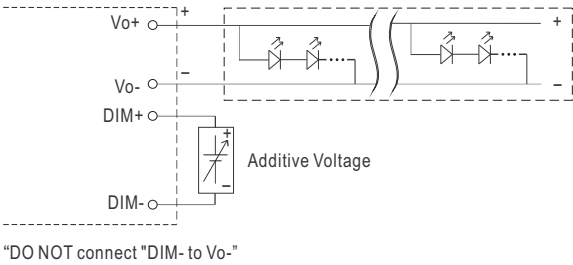 Vo+
+
+
Vo-
–
–
DIM+
+
Additive Voltage
–
DIM-
“DO NOT connect "DIM- to Vo-”